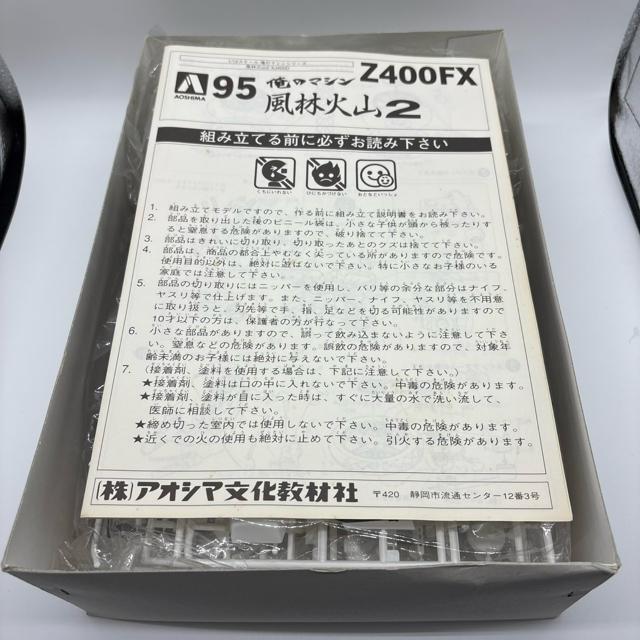 AOSHIMA
95 俺のマシン Z400FX
風林火山2
組み立てる前に必ずお読み下さい
くちにいれない ひにちかづけない おとなといっしょ
1. 組み立てモデルですので、作る前に組み立て説明書をお読み下さい。
2. 部品を取り出した後のビニール袋は、小さな子供が頭から被ったりす
ると窒息する危険がありますので、破り捨てて下さい。
3. 部品はきれいに切り取り、切り取ったあとのクズは捨てて下さい。
4. 部品は、商品の都合上やむなく尖っている所がありますので危険です。
使用目的以外は、絶対に遊ばないで下さい。特に小さなお子様のいる
家庭では注意して下さい。
5. 部品の切り取りにはニッパーを使用し、バリ等の余分な部分はナイフ、
ヤスリ等で仕上げます。また、ニッパー、ナイフ、ヤスリ等を不用意
に取り扱うと、刃先等で手、指、足などを切る可能性がありますので
10才以下の方は、保護者の方が行なって下さい。
6. 小さな部品がありますので、誤って飲み込まないように注意して下さ
い。窒息などの危険があります。誤飲の危険がありますので、対象年
齢未満のお子様には絶対に与えないで下さい。
7. (接着剤、塗料を使用する場合は、下記に注意して下さい。)
★接着剤、塗料は口の中に入れないで下さい。中毒の危険があります。
★接着剤、塗料が目に入った時は、すぐに大量の水で洗い流して、
医師に相談して下さい。
★締め切った室内では使用しないで下さい。中毒の危険があります。
★近くでの火の使用も絶対に止めて下さい。引火する危険があります。
(株)アオシマ文化教材社 〒420 静岡市流通センター12番3号